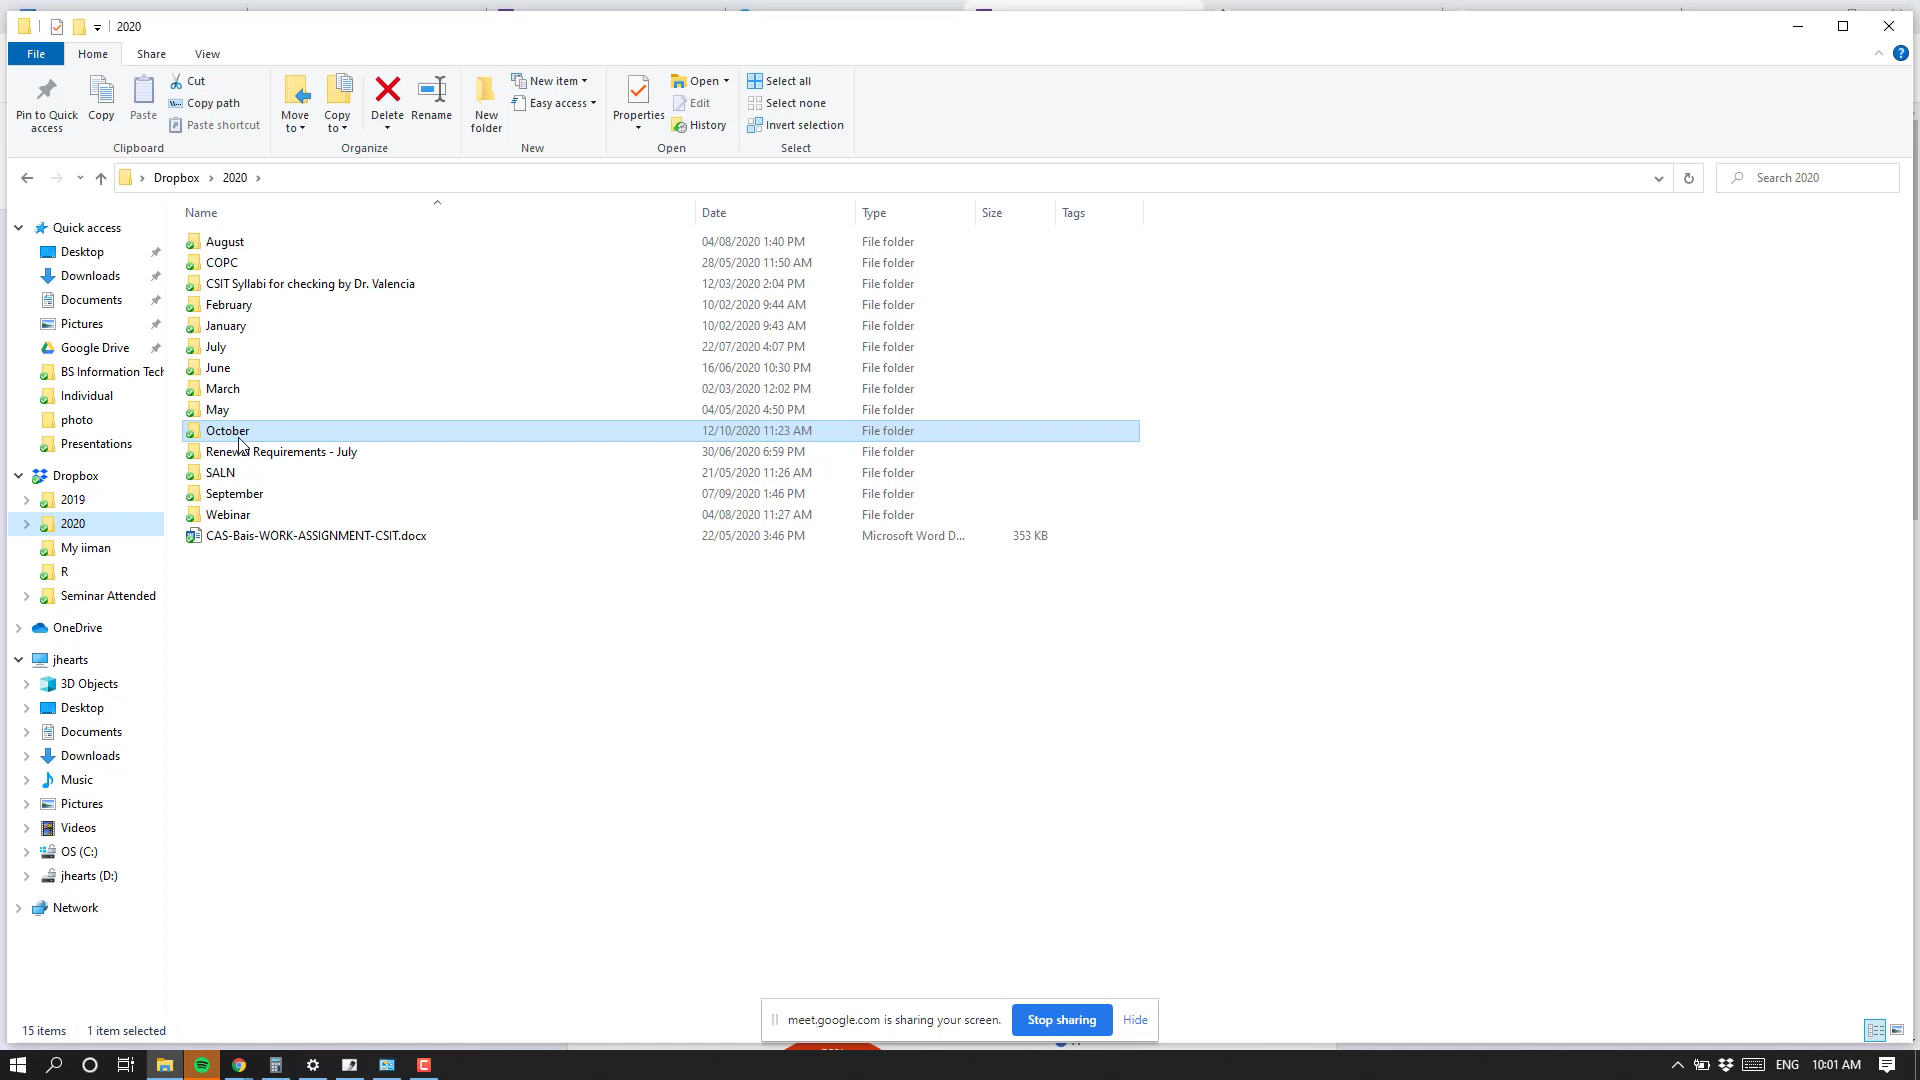 2020
File Home Share View
Pin to Quick access
Copy
Paste
Cut
Copy path
Paste shortcut
Clipboard
Move to
Copy to
Delete
Rename
Organize
New folder
New item
Easy access
New
Properties
Open
Edit
History
Open
Select all
Select none
Invert selection
Select
Dropbox 2020
Search 2020
Name Date Type Size Tags
August 04/08/2020 1:40 PM File folder
COPC 28/05/2020 11:50 AM File folder
CSIT Syllabi for checking by Dr. Valencia 12/03/2020 2:04 PM File folder
February 10/02/2020 9:44 AM File folder
January 10/02/2020 9:43 AM File folder
July 22/07/2020 4:07 PM File folder
June 16/06/2020 10:30 PM File folder
March 02/03/2020 12:02 PM File folder
May 04/05/2020 4:50 PM File folder
October 12/10/2020 11:23 AM File folder
Renewal Requirements - July 30/06/2020 6:59 PM File folder
SALN 21/05/2020 11:26 AM File folder
September 07/09/2020 1:46 PM File folder
Webinar 04/08/2020 11:27 AM File folder
CAS-Bais-WORK-ASSIGNMENT-CSIT.docx 22/05/2020 3:46 PM Microsoft Word D... 353 KB
Quick access
Desktop
Downloads
Documents
Pictures
Google Drive
BS Information Tech
Individual
photo
Presentations
Dropbox
2019
2020
My iiman
R
Seminar Attended
OneDrive
jhearts
3D Objects
Desktop
Documents
Downloads
Music
Pictures
Videos
OS (C:)
jhearts (D:)
Network
15 items 1 item selected
meet.google.com is sharing your screen. Stop sharing Hide
ENG 10:01 AM